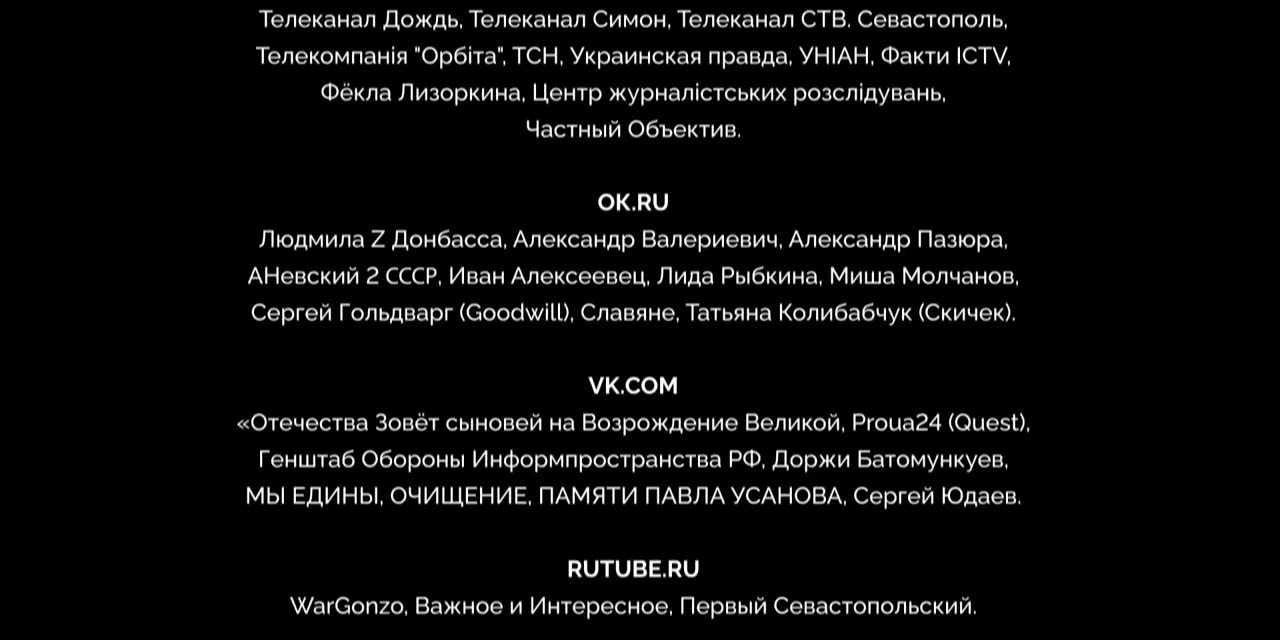 Телеканал Дождь, Телеканал Симон, Телеканал СТВ. Севастополь,
Телекомпанія "Орбіта", ТСН, Украинская правда, УНІАН, Факти ICTV,
Фёкла Лизоркина, Центр журналістських розслідувань,
Частный Объектив.
OK.RU
Людмила Z Донбасса, Александр Валериевич, Александр Пазюра,
АНевский 2 СССР, Иван Алексеевец, Лида Рыбкина, Миша Молчанов,
Сергей Гольдварг (Goodwill), Славяне, Татьяна Колибабчук (Скичек).
VK.COM
«Отечества Зовёт сыновей на Возрождение Великой, Proua24 (Quest),
Генштаб Обороны Информпространства РФ, Доржи Батомункуев,
МЫ ЕДИНЫ, ОЧИЩЕНИЕ, ПАМЯТИ ПАВЛА УСАНОВА, Сергей Юдаев.
RUTUBE.RU
WarGonzo, Важное и Интересное, Первый Севастопольский.